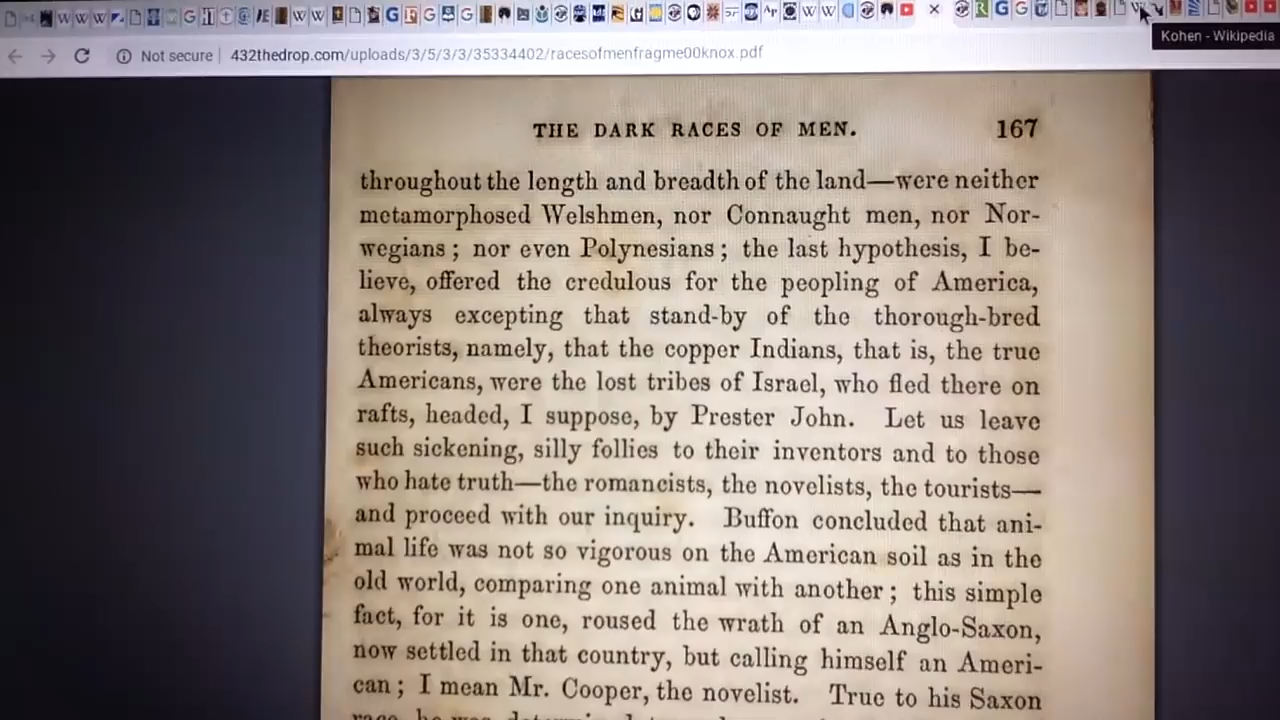 Kohen - Wikipedia
Not secure
432thedrop.com/uploads/3/5/3/3/35334402/racesofmenfragme00knox.pdf
THE DARK RACES OF MEN. 167
throughout the length and breadth of the land—were neither
metamorphosed Welshmen, nor Connaught men, nor Nor-
wegians; nor even Polynesians; the last hypothesis, I be-
lieve, offered the credulous for the peopling of America,
always excepting that stand-by of the thorough-bred
theorists, namely, that the copper Indians, that is, the true
Americans, were the lost tribes of Israel, who fled there on
rafts, headed, I suppose, by Prester John. Let us leave
such sickening, silly follies to their inventors and to those
who hate truth—the romancists, the novelists, the tourists—
and proceed with our inquiry. Buffon concluded that ani-
mal life was not so vigorous on the American soil as in the
old world, comparing one animal with another; this simple
fact, for it is one, roused the wrath of an Anglo-Saxon,
now settled in that country, but calling himself an Ameri-
can; I mean Mr. Cooper, the novelist. True to his Saxon